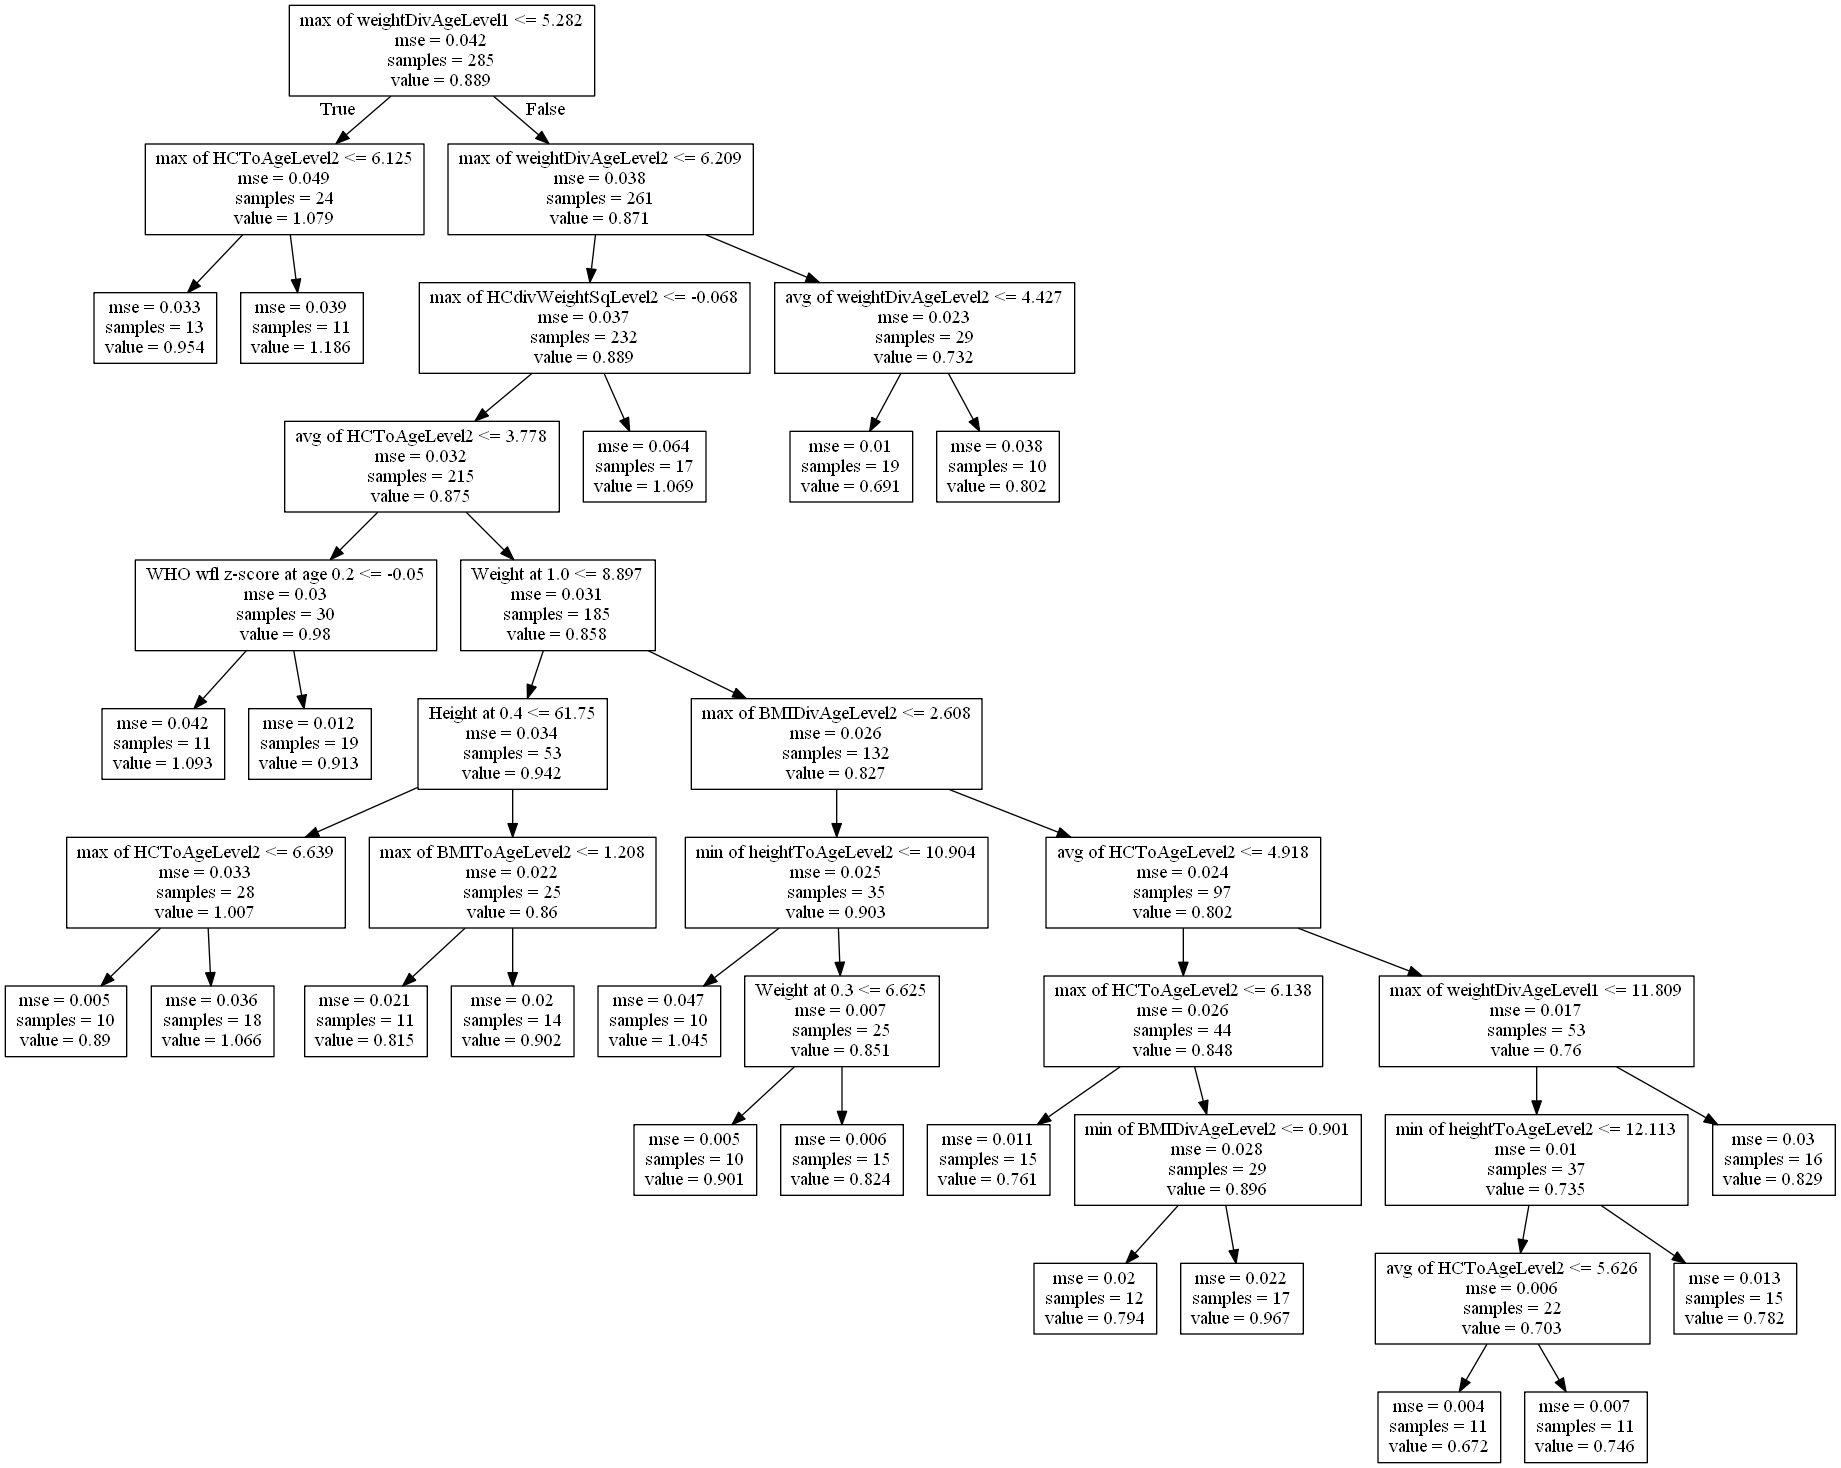 max of weightDivAgeLevel1 <= 5.282
mse = 0.042
samples = 285
value = 0.889
True
False
max of HCToAgeLevel2 <= 6.125
mse = 0.049
samples = 24
value = 1.079
max of weightDivAgeLevel2 <= 6.209
mse = 0.038
samples = 261
value = 0.871
mse = 0.033
samples = 13
value = 0.954
mse = 0.039
samples = 11
value = 1.186
max of HCdivWeightSqLevel2 <= -0.068
mse = 0.037
samples = 232
value = 0.889
avg of weightDivAgeLevel2 <= 4.427
mse = 0.023
samples = 29
value = 0.732
avg of HCToAgeLevel2 <= 3.778
mse = 0.032
samples = 215
value = 0.875
mse = 0.064
samples = 17
value = 1.069
mse = 0.01
samples = 19
value = 0.691
mse = 0.038
samples = 10
value = 0.802
WHO wfl z-score at age 0.2 <= -0.05
mse = 0.03
samples = 30
value = 0.98
Weight at 1.0 <= 8.897
mse = 0.031
samples = 185
value = 0.858
mse = 0.042
samples = 11
value = 1.093
mse = 0.012
samples = 19
value = 0.913
Height at 0.4 <= 61.75
mse = 0.034
samples = 53
value = 0.942
max of BMIDivAgeLevel2 <= 2.608
mse = 0.026
samples = 132
value = 0.827
max of HCToAgeLevel2 <= 6.639
mse = 0.033
samples = 28
value = 1.007
max of BMIToAgeLevel2 <= 1.208
mse = 0.022
samples = 25
value = 0.86
min of heightToAgeLevel2 <= 10.904
mse = 0.025
samples = 35
value = 0.903
avg of HCToAgeLevel2 <= 4.918
mse = 0.024
samples = 97
value = 0.802
mse = 0.005
samples = 10
value = 0.89
mse = 0.036
samples = 18
value = 1.066
mse = 0.021
samples = 11
value = 0.815
mse = 0.02
samples = 14
value = 0.902
mse = 0.047
samples = 10
value = 1.045
Weight at 0.3 <= 6.625
mse = 0.007
samples = 25
value = 0.851
max of HCToAgeLevel2 <= 6.138
mse = 0.026
samples = 44
value = 0.848
max of weightDivAgeLevel1 <= 11.809
mse = 0.017
samples = 53
value = 0.76
mse = 0.005
samples = 10
value = 0.901
mse = 0.006
samples = 15
value = 0.824
mse = 0.011
samples = 15
value = 0.761
min of BMIDivAgeLevel2 <= 0.901
mse = 0.028
samples = 29
value = 0.896
min of heightToAgeLevel2 <= 12.113
mse = 0.01
samples = 37
value = 0.735
mse = 0.03
samples = 16
value = 0.829
mse = 0.02
samples = 12
value = 0.794
mse = 0.022
samples = 17
value = 0.967
avg of HCToAgeLevel2 <= 5.626
mse = 0.006
samples = 22
value = 0.703
mse = 0.013
samples = 15
value = 0.782
mse = 0.004
samples = 11
value = 0.672
mse = 0.007
samples = 11
value = 0.746